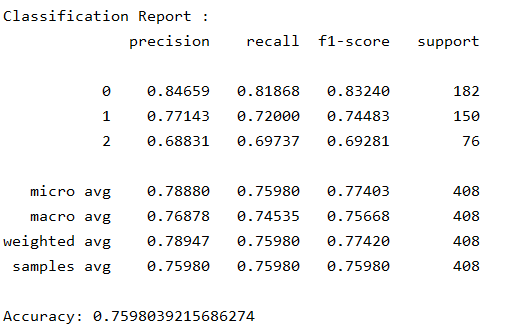 Classification Report :
precision recall f1-score support
0 0.84659 0.81868 0.83240 182
1 0.77143 0.72000 0.74483 150
2 0.68831 0.69737 0.69281 76
micro avg 0.78880 0.75980 0.77403 408
macro avg 0.76878 0.74535 0.75668 408
weighted avg 0.78947 0.75980 0.77420 408
samples avg 0.75980 0.75980 0.75980 408
Accuracy: 0.7598039215686274